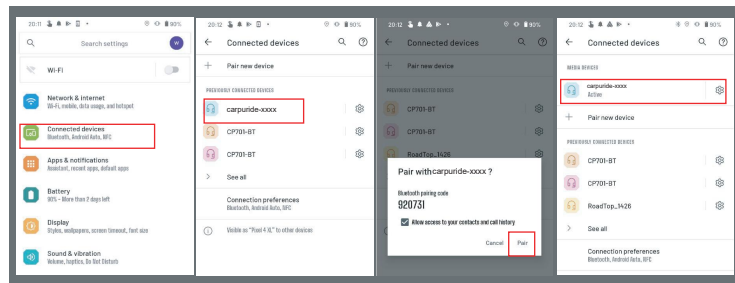 20:11
90%
Search settings
W
Wi-Fi
Network & internet
Wi-Fi, mobile, data usage, and hotspot
Connected devices
Bluetooth, Android Auto, NFC
Apps & notifications
Assistant, recent apps, default apps
Battery
90% - More than 2 days left
Display
Styles, wallpapers, screen timeout, font size
Sound & vibration
Volume, haptics, Do Not Disturb
20:12
90%
Connected devices
Pair new device
PREVIOUSLY CONNECTED DEVICES
carpuride-xxxx
CP701-BT
CP701-BT
See all
Connection preferences
Bluetooth, Android Auto, NFC
Visible as "Pixel 4 XL" to other devices
20:12
90%
Connected devices
Pair new device
PREVIOUSLY CONNECTED DEVICES
CP701-BT
CP701-BT
RoadTop_1426
Pair with carpuride-xxxx ?
Bluetooth pairing code
920731
Allow access to your contacts and call history
Cancel Pair
20:12
90%
Connected devices
MEDIA DEVICES
carpuride-xxxx
Active
Pair new device
PREVIOUSLY CONNECTED DEVICES
CP701-BT
CP701-BT
RoadTop_1426
See all
Connection preferences
Bluetooth, Android Auto, NFC